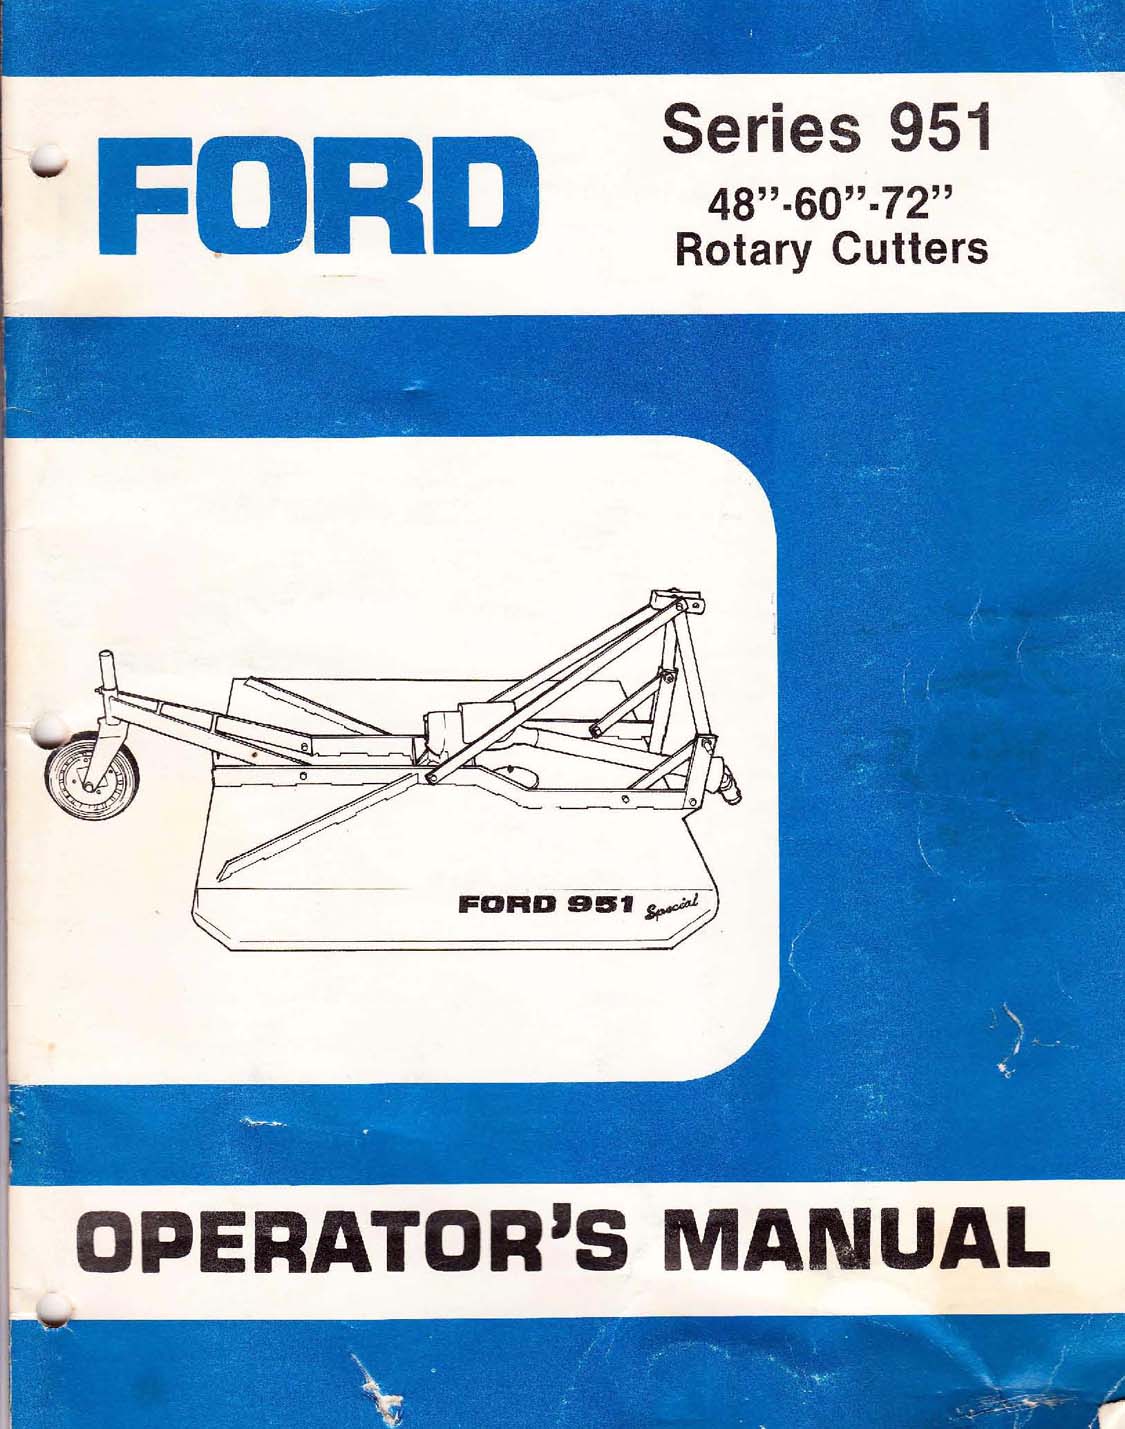 FORD
Series 951
48”-60”-72”
Rotary Cutters
FORD 951 Special
OPERATOR’S MANUAL